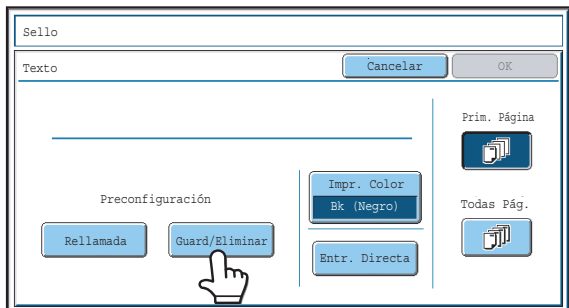 Sello
Texto
Cancelar
OK
Prim. Página
Preconfiguración
Rellamada
Guard/Eliminar
Impr. Color
Bk (Negro)
Entr. Directa
Todas Pág.